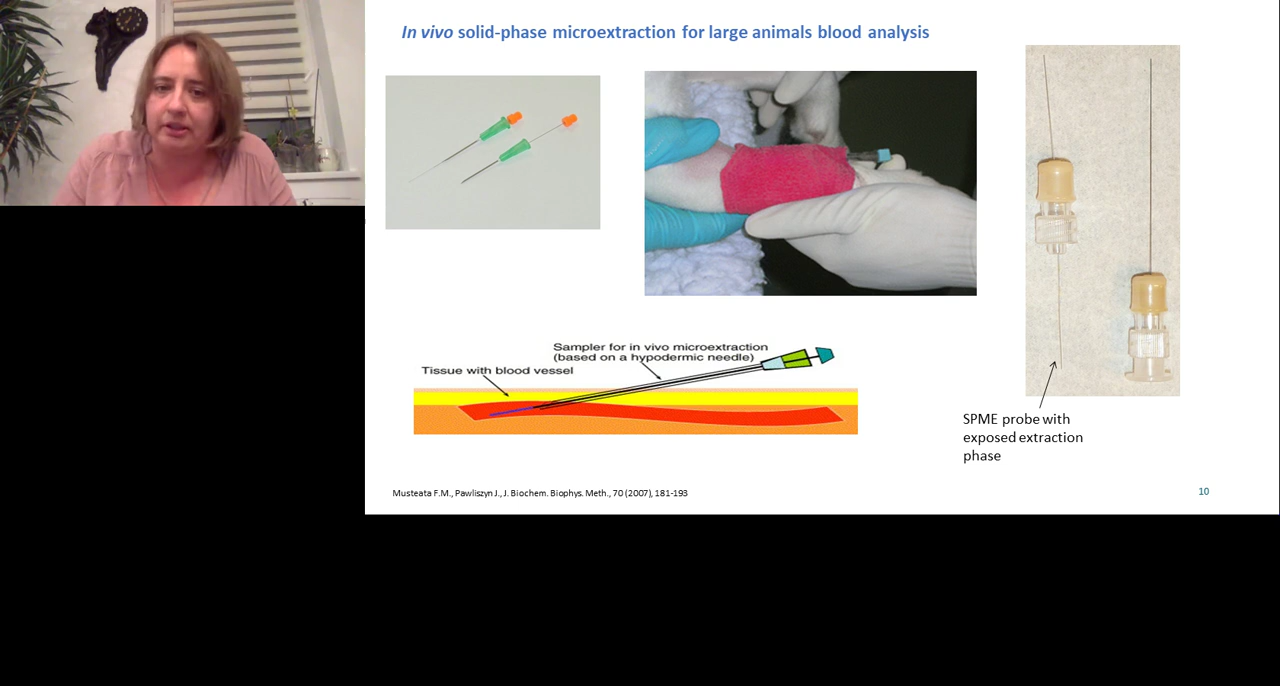 In vivo solid-phase microextraction for large animals blood analysis
Sampler for in vivo microextraction
(based on a hypodermic needle)
Tissue with blood vessel
SPME probe with
exposed extraction
phase
Musteata F.M., Pawliszyn J., J. Biochem. Biophys. Meth., 70 (2007), 181-193
10